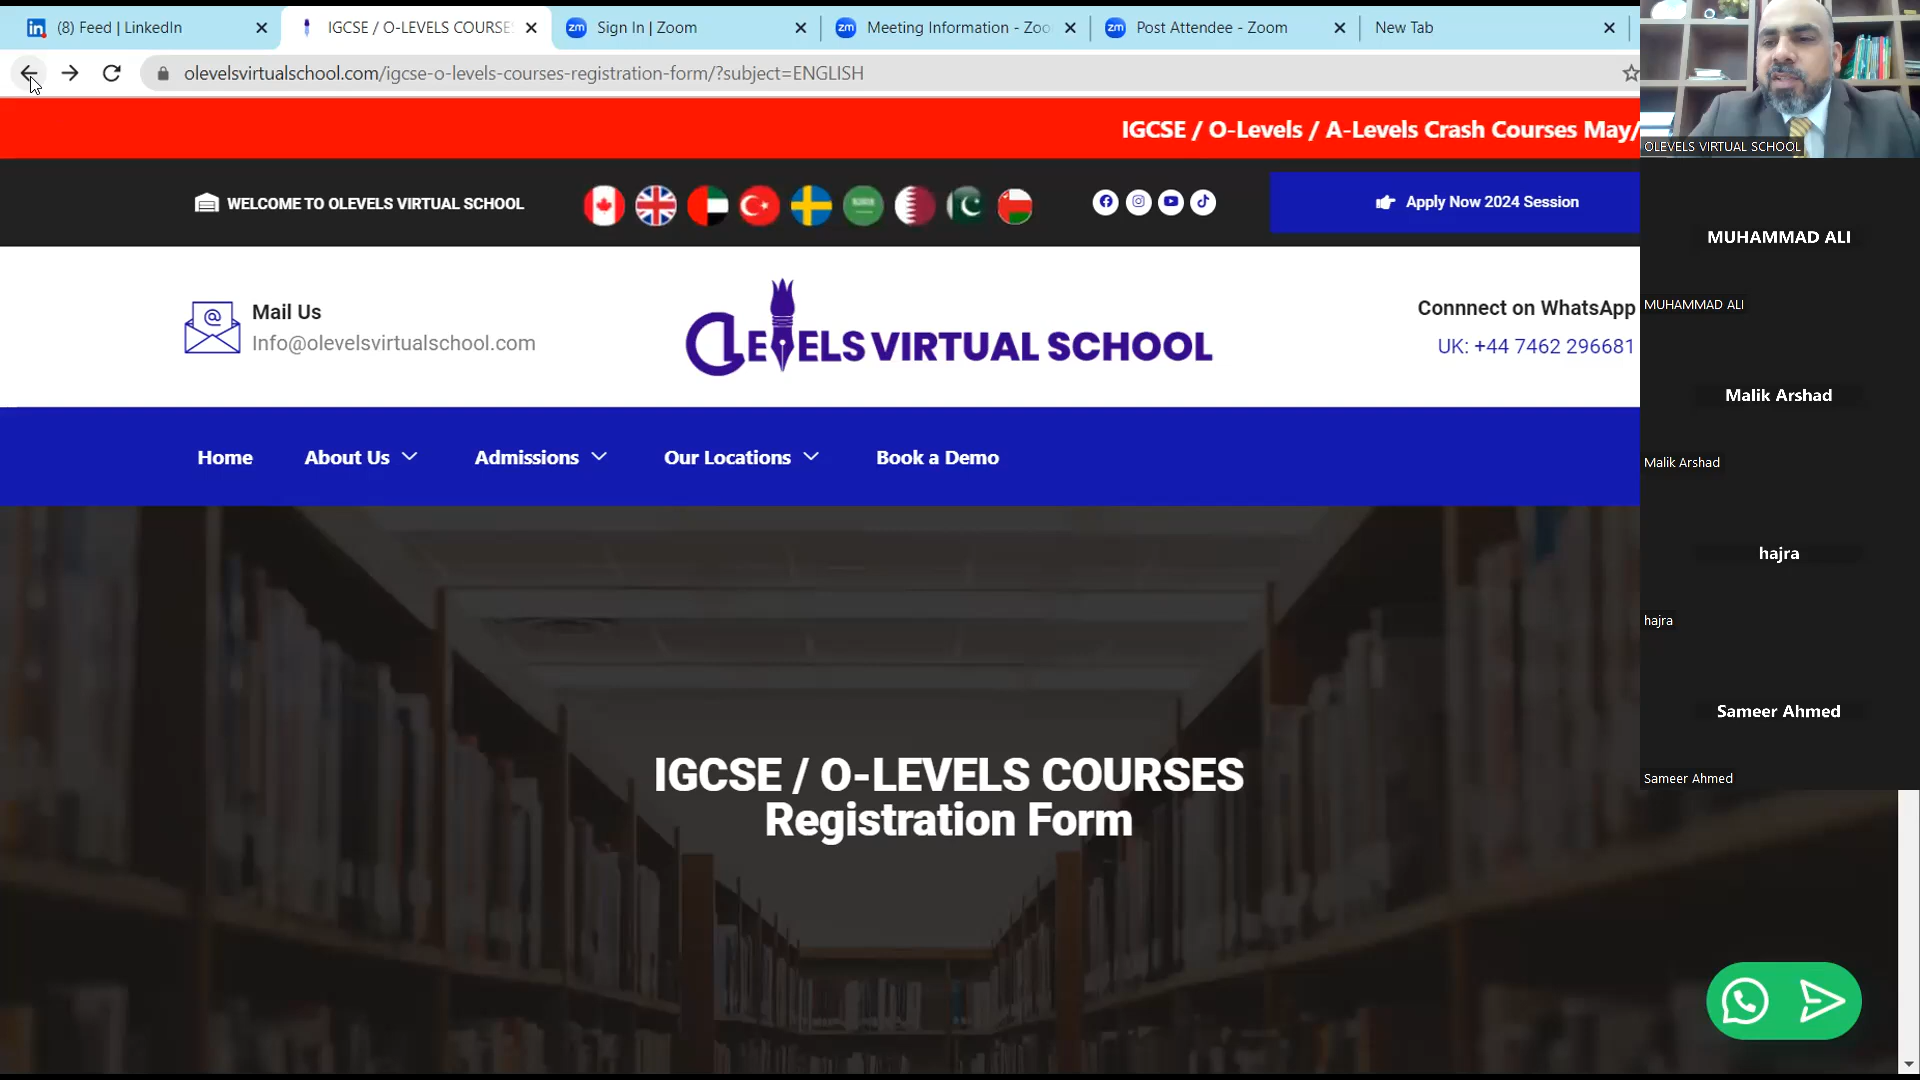 (8) Feed | LinkedIn
IGCSE / O-LEVELS COURSES
Sign In | Zoom
Meeting Information - Zoo
Post Attendee - Zoom
New Tab
olevelsvirtualschool.com/igcse-o-levels-courses-registration-form/?subject=ENGLISH
IGCSE / O-Levels / A-Levels Crash Courses May/
OLEVELS VIRTUAL SCHOOL
WELCOME TO OLEVELS VIRTUAL SCHOOL
Apply Now 2024 Session
MUHAMMAD ALI
MUHAMMAD ALI
Mail Us
Info@olevelsvirtualschool.com
OLEVELS VIRTUAL SCHOOL
Connnect on WhatsApp
UK: +44 7462 296681
Malik Arshad
Malik Arshad
Home
About Us
Admissions
Our Locations
Book a Demo
hajra
hajra
Sameer Ahmed
Sameer Ahmed
IGCSE / O-LEVELS COURSES
Registration Form